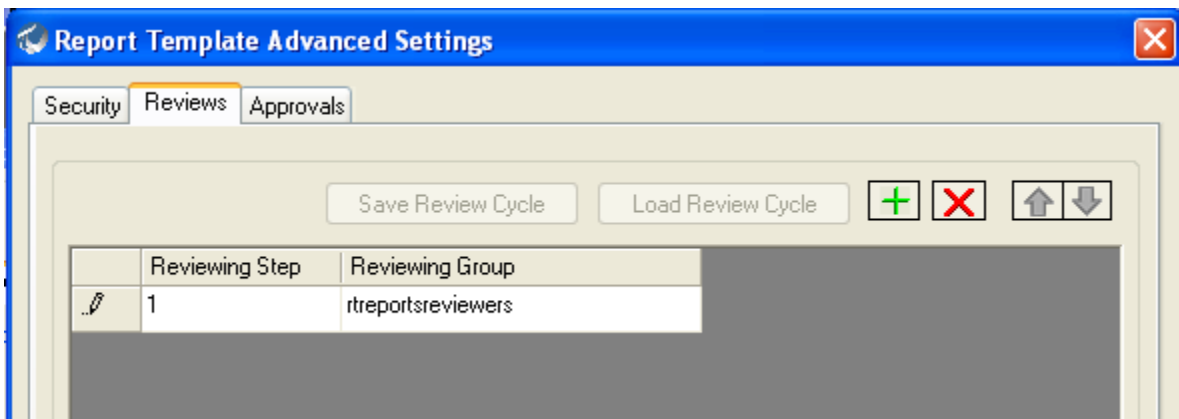 Report Template Advanced Settings
Security Reviews Approvals
Save Review Cycle Load Review Cycle
Reviewing Step Reviewing Group
1 rtreportsreviewers